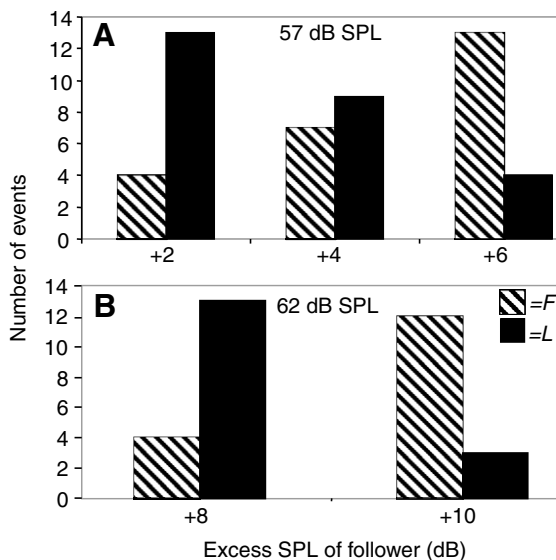 Number of events
A
57 dB SPL
14
12
10
8
6
4
2
0
+2 +4 +6
B
62 dB SPL
=F
=L
14
12
10
8
6
4
2
0
+8 +10
Excess SPL of follower (dB)